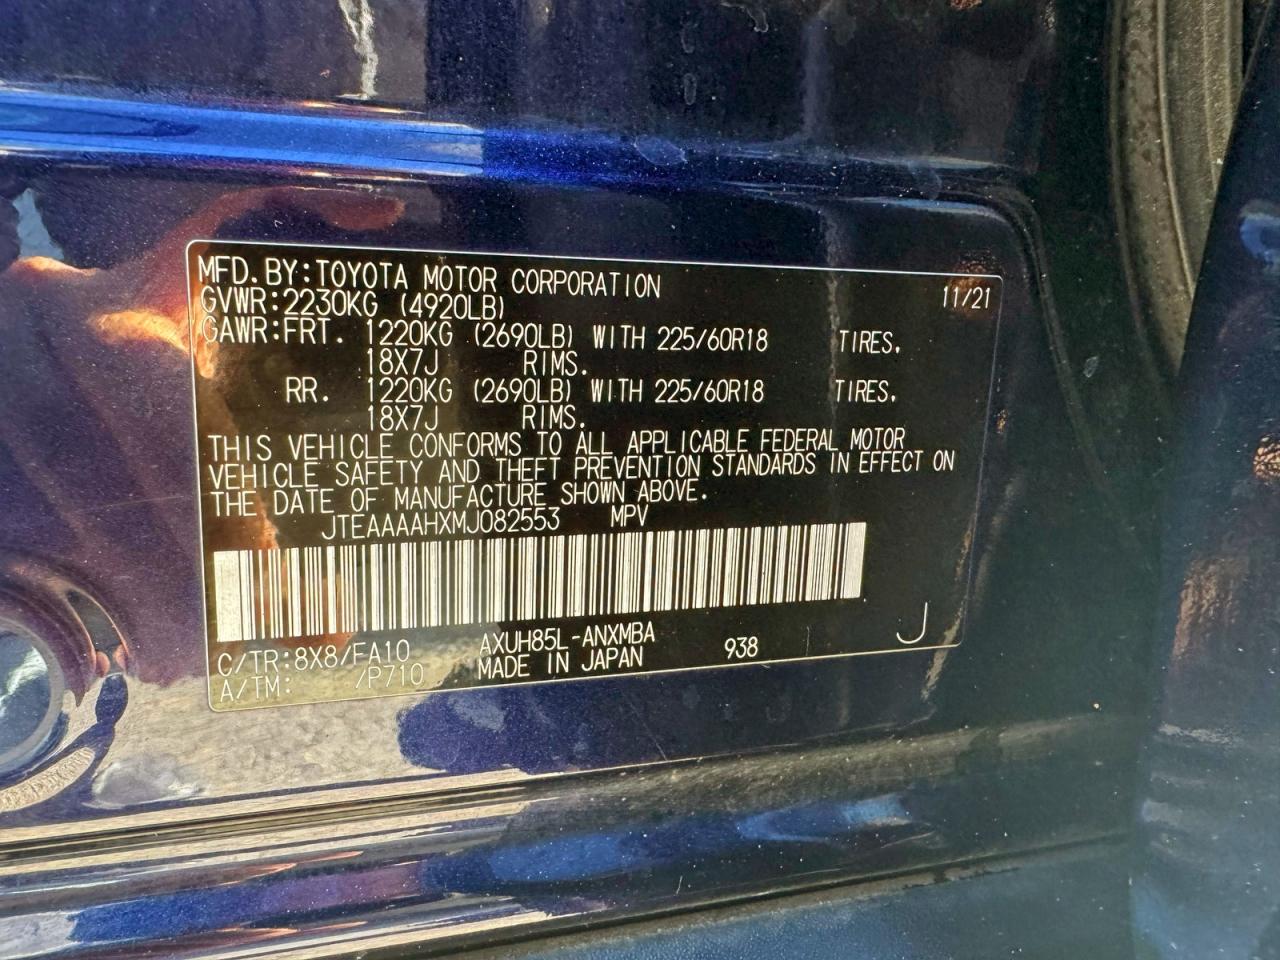 MFD.BY:TOYOTA MOTOR CORPORATION 11/21
GVWR:2230KG (4920LB)
GAWR:FRT. 1220KG (2690LB) WITH 225/60R18 TIRES.
18X7J RIMS.
RR. 1220KG (2690LB) WITH 225/60R18 TIRES.
18X7J RIMS.
THIS VEHICLE CONFORMS TO ALL APPLICABLE FEDERAL MOTOR
VEHICLE SAFETY AND THEFT PREVENTION STANDARDS IN EFFECT ON
THE DATE OF MANUFACTURE SHOWN ABOVE.
JTEAAAAHXMJ082553 MPV
C/TR:8X8/FA10 AXUH85L-ANXMBA 938 J
A/TM: /P710 MADE IN JAPAN